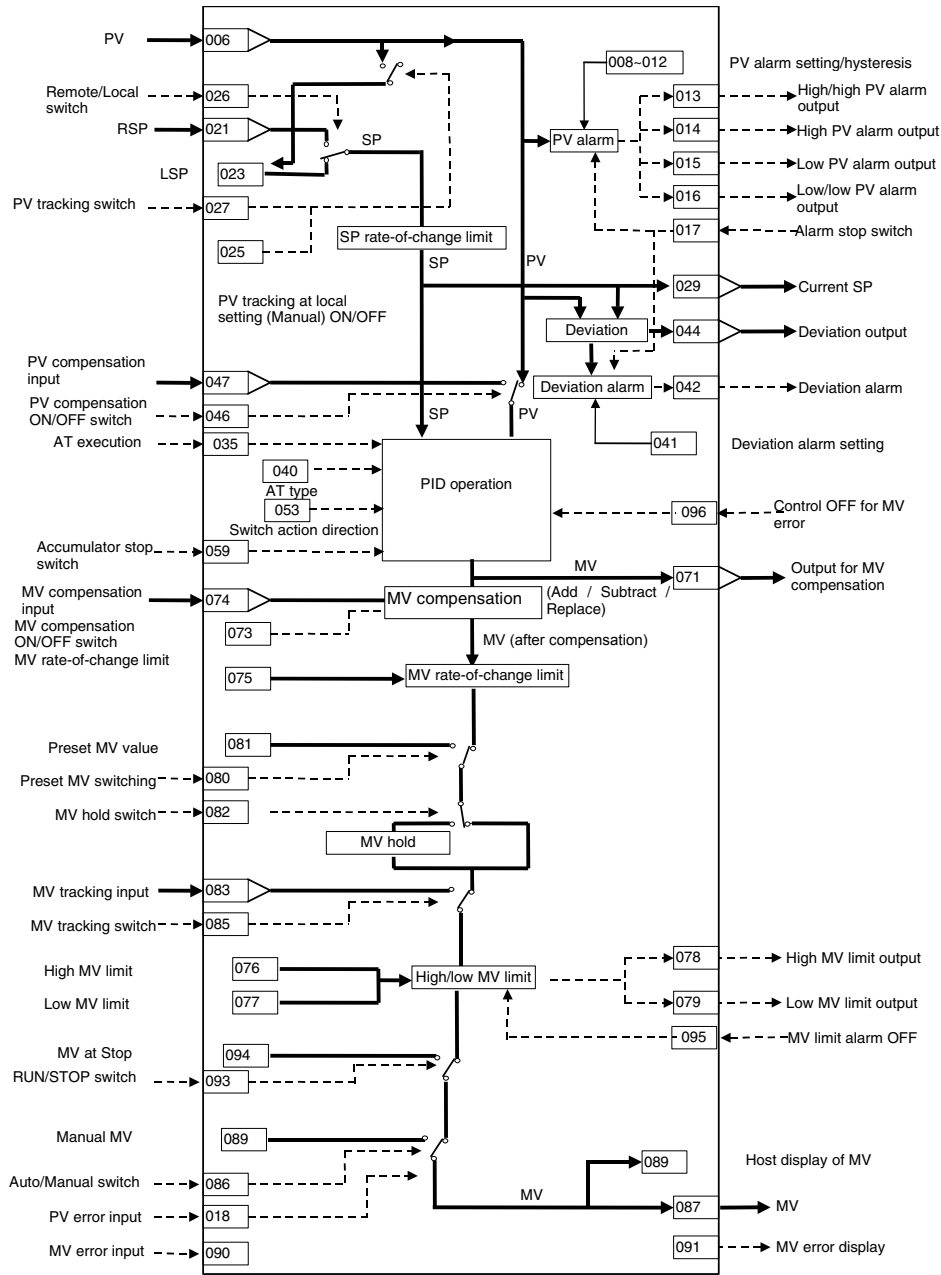 PV
006
008~012
PV alarm setting/hysteresis
Remote/Local
switch
026
013
High/high PV alarm
output
RSP
021
SP
014
High PV alarm output
PV alarm
LSP
023
015
Low PV alarm output
016
Low/low PV alarm
output
PV tracking switch
027
017
Alarm stop switch
025
SP rate-of-change limit
SP
PV
029
Current SP
PV tracking at local
setting (Manual) ON/OFF
Deviation
044
Deviation output
PV compensation
input
047
Deviation alarm
042
Deviation alarm
PV compensation
ON/OFF switch
046
SP
PV
AT execution
035
041
Deviation alarm setting
040
AT type
PID operation
053
Switch action direction
096
Control OFF for MV
error
Accumulator stop
switch
059
MV
071
Output for MV
compensation
MV compensation
input
074
MV compensation
(Add / Subtract /
Replace)
MV compensation
ON/OFF switch
073
MV (after compensation)
MV rate-of-change limit
075
MV rate-of-change limit
Preset MV value
081
Preset MV switching
080
MV hold switch
082
MV hold
MV tracking input
083
MV tracking switch
085
High MV limit
076
High/low MV limit
078
High MV limit output
Low MV limit
077
079
Low MV limit output
095
MV limit alarm OFF
MV at Stop
094
RUN/STOP switch
093
Manual MV
089
089
Host display of MV
Auto/Manual switch
086
MV
087
MV
PV error input
018
MV error input
090
091
MV error display